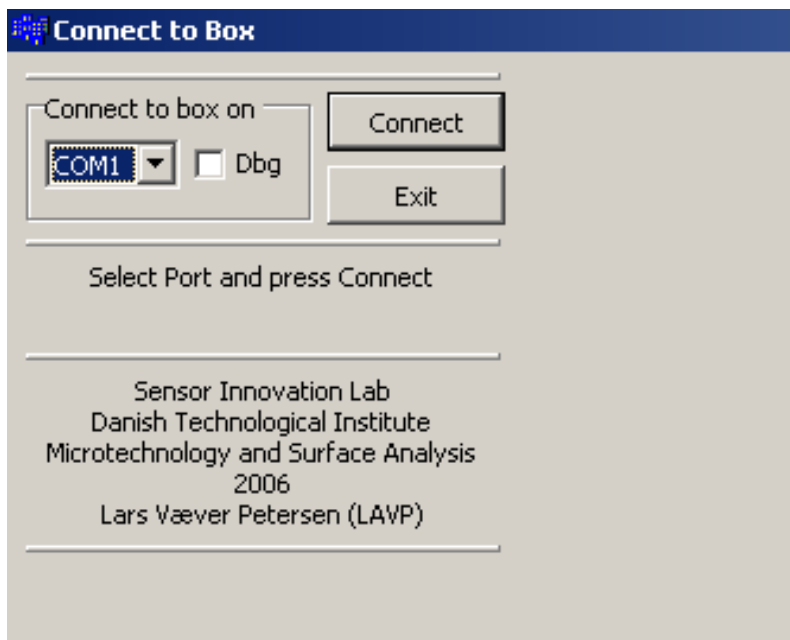 Connect to Box
Connect to box on
COM1
Dbg
Connect
Exit
Select Port and press Connect
Sensor Innovation Lab
Danish Technological Institute
Microtechnology and Surface Analysis
2006
Lars Væver Petersen (LAVP)